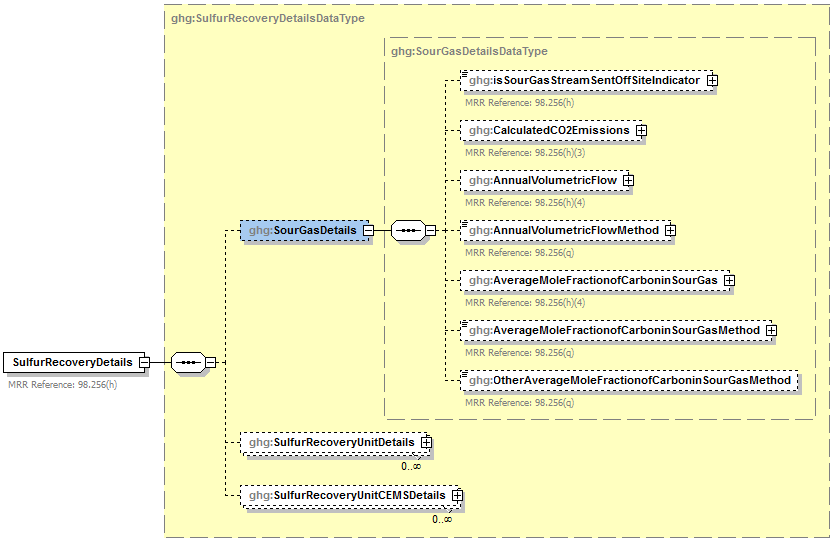 ghg:SulfurRecoveryDetailsDataType
ghg:SourGasDetailsDataType
ghg:isSourGasStreamSentOffSiteIndicator
MRR Reference: 98.256(h)
ghg:CalculatedCO2Emissions
MRR Reference: 98.256(h)(3)
ghg:AnnualVolumetricFlow
MRR Reference: 98.256(h)(4)
ghg:SourGasDetails
ghg:AnnualVolumetricFlowMethod
MRR Reference: 98.256(q)
ghg:AverageMoleFractionofCarboninSourGas
MRR Reference: 98.256(h)(4)
ghg:AverageMoleFractionofCarboninSourGasMethod
MRR Reference: 98.256(q)
SulfurRecoveryDetails
MRR Reference: 98.256(h)
ghg:OtherAverageMoleFractionofCarboninSourGasMethod
MRR Reference: 98.256(q)
ghg:SulfurRecoveryUnitDetails
0..∞
ghg:SulfurRecoveryUnitCEMSDetails
0..∞